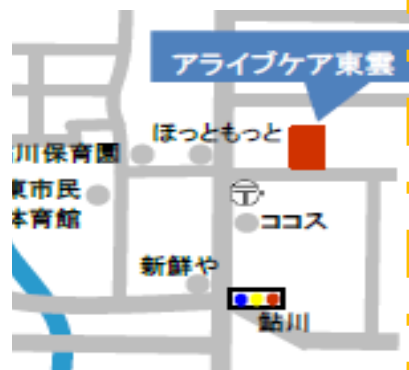 アライブケア東雲
ほっともっと
川保育園
東市民
体育館
〒
ココス
新鮮や
鮎川